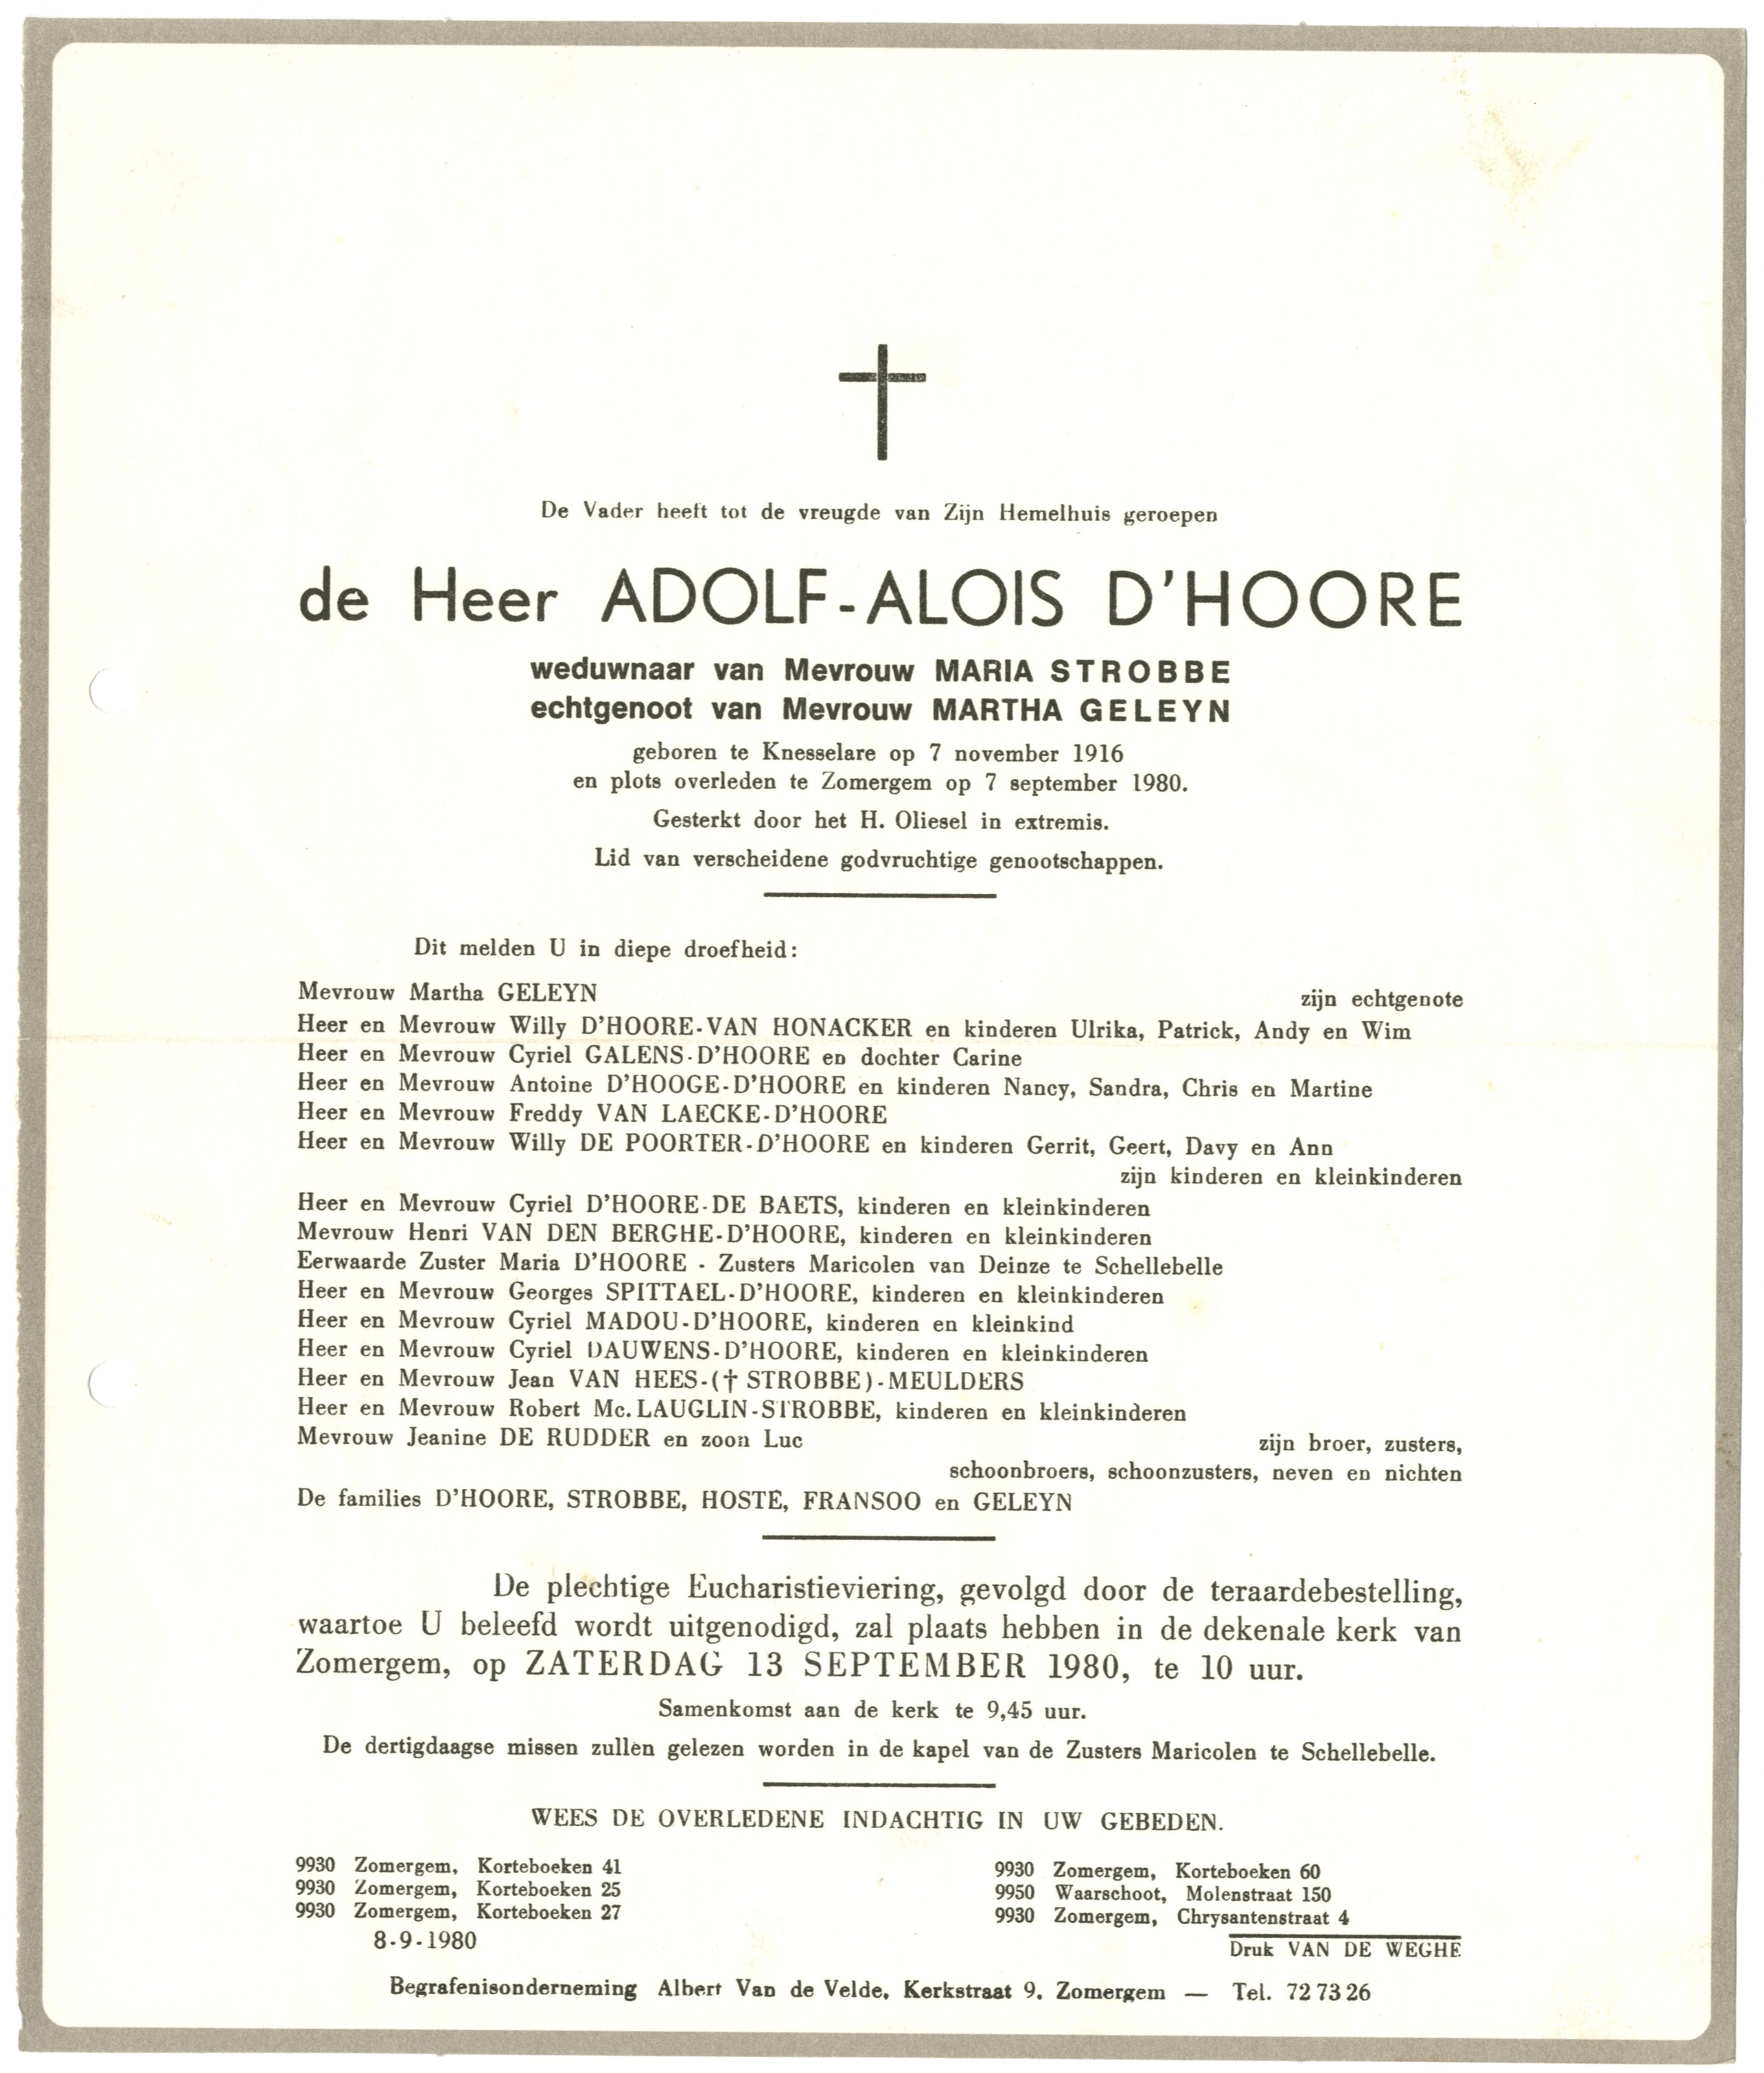 De Vader heeft tot de vreugde van Zijn Hemelhuis geroepen
de Heer ADOLF-ALOIS D'HOORE
weduwnaar van Mevrouw MARIA STROBBE
echtgenoot van Mevrouw MARTHA GELEYN
geboren te Knesselare op 7 november 1916
en plots overleden te Zomergem op 7 september 1980.
Gesterkt door het H. Oliesel in extremis.
Lid van verscheidene godvruchtige genootschappen.
Dit melden U in diepe droefheid:
Mevrouw Martha GELEYN zijn echtgenote
Heer en Mevrouw Willy D'HOORE-VAN HONACKER en kinderen Ulrika, Patrick, Andy en Wim
Heer en Mevrouw Cyriel GALENS-D'HOORE en dochter Carine
Heer en Mevrouw Antoine D'HOOGE-D'HOORE en kinderen Nancy, Sandra, Chris en Martine
Heer en Mevrouw Freddy VAN LAECKE-D'HOORE
Heer en Mevrouw Willy DE POORTER-D'HOORE en kinderen Gerrit, Geert, Davy en Ann
zijn kinderen en kleinkinderen
Heer en Mevrouw Cyriel D'HOORE-DE BAETS, kinderen en kleinkinderen
Mevrouw Henri VAN DEN BERGHE-D'HOORE, kinderen en kleinkinderen
Eerwaarde Zuster Maria D'HOORE - Zusters Maricolen van Deinze te Schellebelle
Heer en Mevrouw Georges SPITTAEL-D'HOORE, kinderen en kleinkinderen
Heer en Mevrouw Cyriel MADOU-D'HOORE, kinderen en kleinkind
Heer en Mevrouw Cyriel DAUWENS-D'HOORE, kinderen en kleinkinderen
Heer en Mevrouw Jean VAN HEES-(† STROBBE)-MEULDERS
Heer en Mevrouw Robert Mc. LAUGLIN-STROBBE, kinderen en kleinkinderen
Mevrouw Jeanine DE RUDDER en zoon Luc zijn broer, zusters,
schoonbroers, schoonzusters, neven en nichten
De families D'HOORE, STROBBE, HOSTE, FRANSOO en GELEYN
De plechtige Eucharistieviering, gevolgd door de teraardebestelling,
waartoe U beleefd wordt uitgenodigd, zal plaats hebben in de dekenale kerk van
Zomergem, op ZATERDAG 13 SEPTEMBER 1980, te 10 uur.
Samenkomst aan de kerk te 9,45 uur.
De dertigdaagse missen zullen gelezen worden in de kapel van de Zusters Maricolen te Schellebelle.
WEES DE OVERLEDENE INDACHTIG IN UW GEBEDEN.
9930 Zomergem, Korteboeken 41
9930 Zomergem, Korteboeken 25
9930 Zomergem, Korteboeken 27
8-9-1980
9930 Zomergem, Korteboeken 60
9950 Waarschoot, Molenstraat 150
9930 Zomergem, Chrysantenstraat 4
Druk VAN DE WEGHE
Begrafenisonderneming Albert Van de Velde, Kerkstraat 9, Zomergem — Tel. 72 73 26